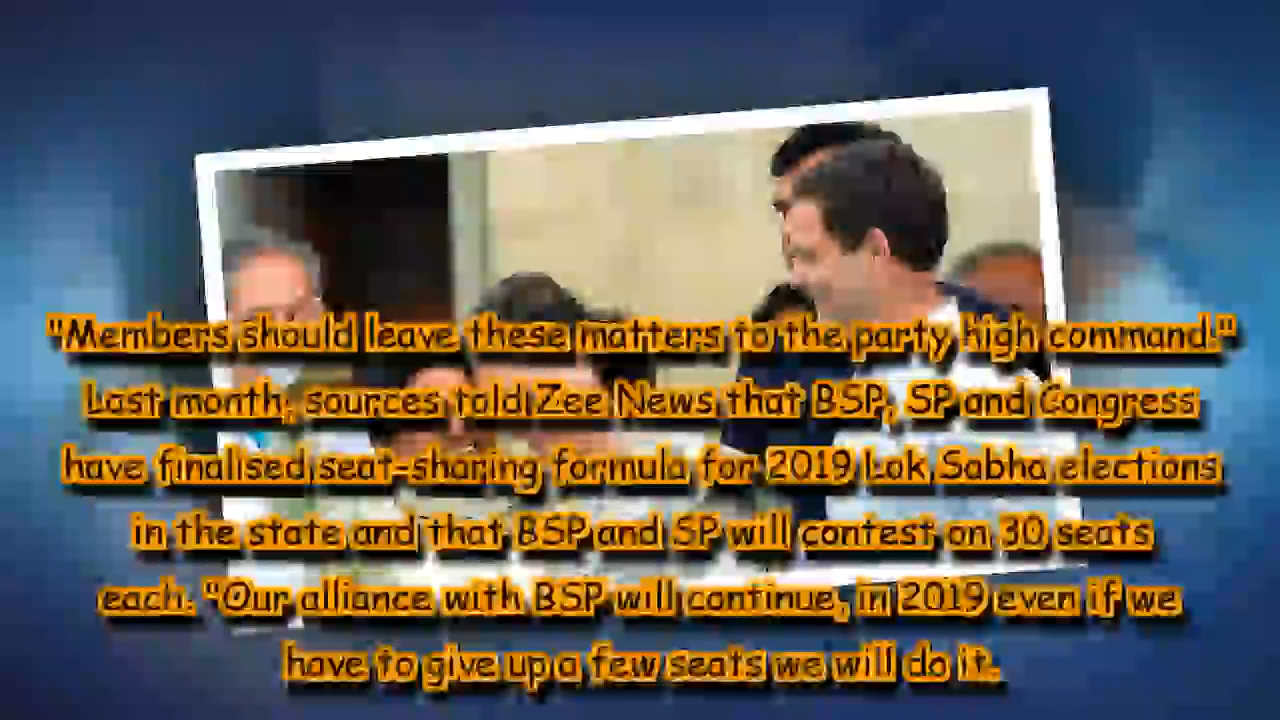 "Members should leave these matters to the party high command."
Last month, sources told Zee News that BSP, SP and Congress
have finalised seat-sharing formula for 2019 Lok Sabha elections
in the state and that BSP and SP will contest on 30 seats
each. "Our alliance with BSP will continue, in 2019 even if we
have to give up a few seats we will do it.